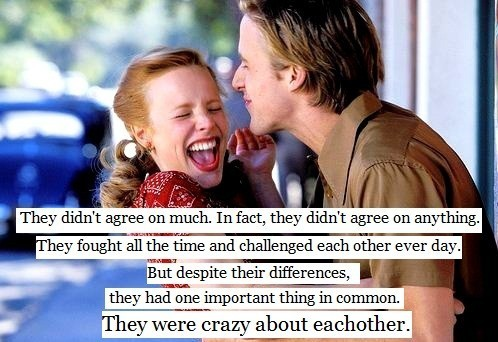 They didn't agree on much. In fact, they didn't agree on anything.
They fought all the time and challenged each other ever day.
But despite their differences,
they had one important thing in common.
They were crazy about eachother.